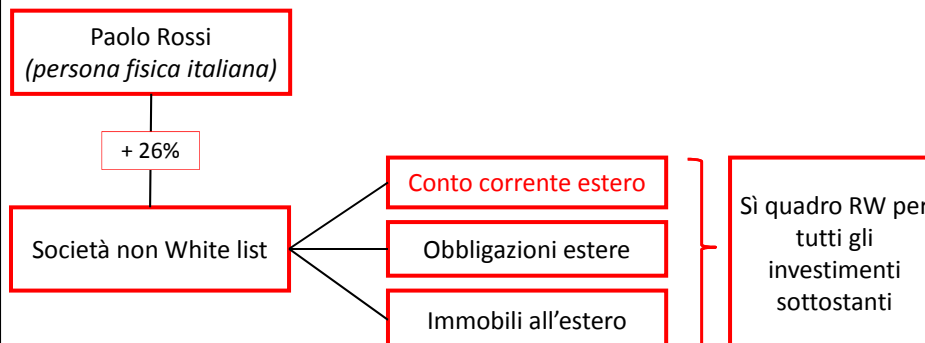 Paolo Rossi
(persona fisica italiana)
+ 26%
Società non White list
Conto corrente estero
Obbligazioni estere
Immobili all'estero
Sì quadro RW per
tutti gli
investimenti
sottostanti